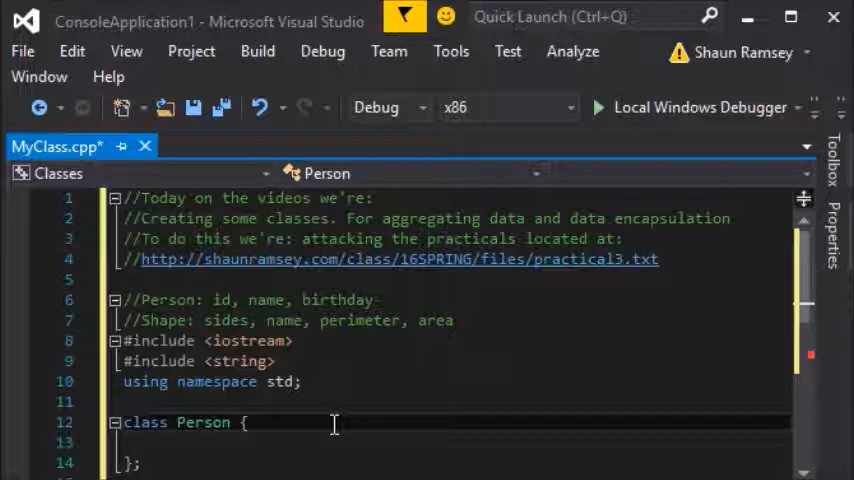 ConsoleApplication1 - Microsoft Visual Studio
Quick Launch (Ctrl+Q)
File Edit View Project Build Debug Team Tools Test Analyze
Shaun Ramsey
Window Help
Debug x86 Local Windows Debugger
MyClass.cpp*
Classes Person
Toolbox
Properties
1 //Today on the videos we're:
2 //Creating some classes. For aggregating data and data encapsulation
3 //To do this we're: attacking the practicals located at:
4 //http://shaunramsey.com/class/16SPRING/files/practical3.txt
5
6 //Person: id, name, birthday-
7 //Shape: sides, name, perimeter, area
8 #include <iostream>
9 #include <string>
10 using namespace std;
11
12 class Person {
13
14 };